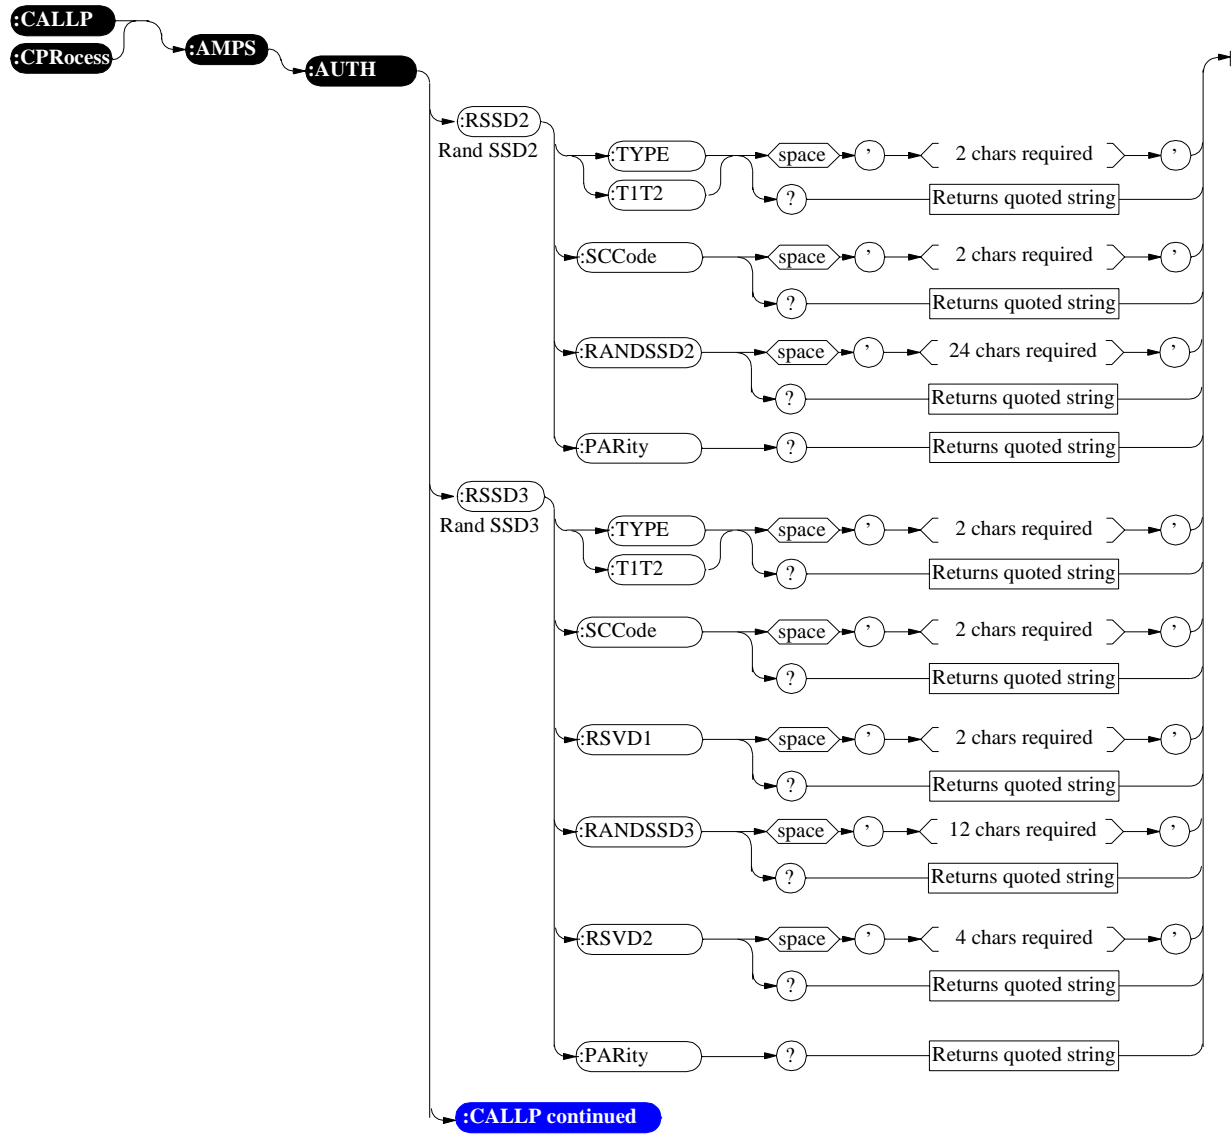 :CALLP
:CPRocess
:AMPS
:AUTH
:RSSD2
Rand SSD2
:TYPE space ’ 2 chars required ’
:T1T2 ? Returns quoted string
:SCCode space ’ 2 chars required ’
? Returns quoted string
:RANDSSD2 space ’ 24 chars required ’
? Returns quoted string
:PARity ? Returns quoted string
:RSSD3
Rand SSD3
:TYPE space ’ 2 chars required ’
:T1T2 ? Returns quoted string
:SCCode space ’ 2 chars required ’
? Returns quoted string
:RSVD1 space ’ 2 chars required ’
? Returns quoted string
:RANDSSD3 space ’ 12 chars required ’
? Returns quoted string
:RSVD2 space ’ 4 chars required ’
? Returns quoted string
:PARity ? Returns quoted string
:CALLP continued